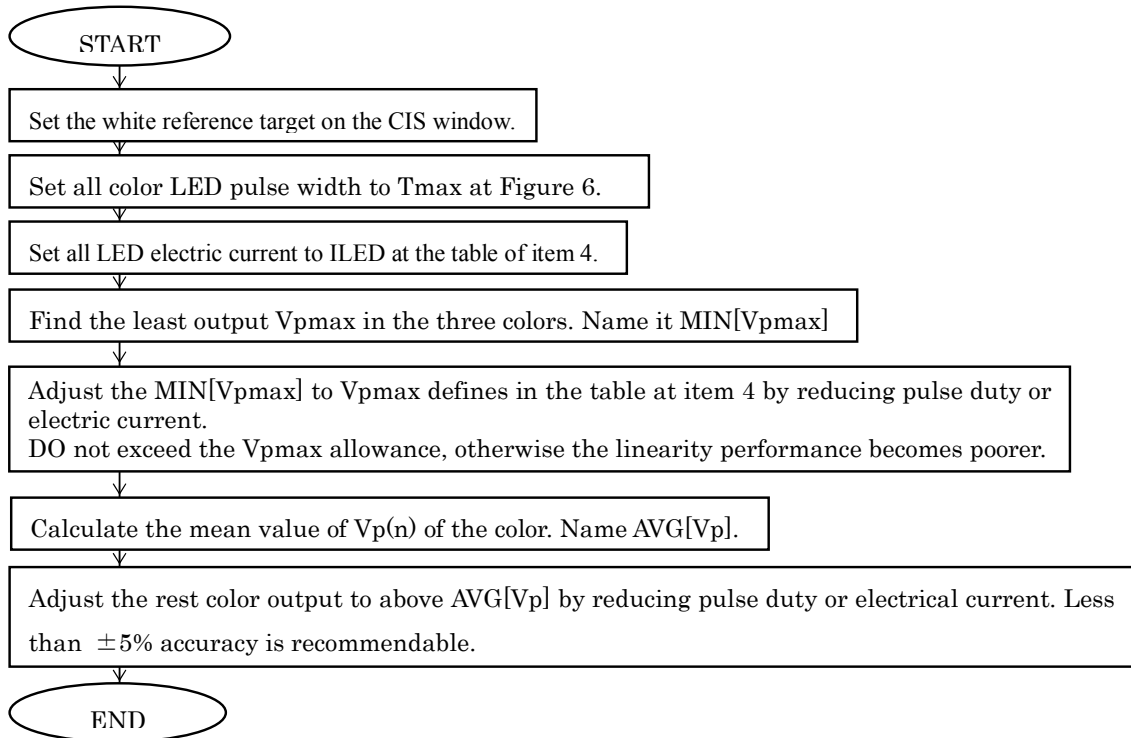 START
Set the white reference target on the CIS window.
Set all color LED pulse width to Tmax at Figure 6.
Set all LED electric current to ILED at the table of item 4.
Find the least output Vpmax in the three colors. Name it MIN[Vpmax]
Adjust the MIN[Vpmax] to Vpmax defines in the table at item 4 by reducing pulse duty or
electric current.
DO not exceed the Vpmax allowance, otherwise the linearity performance becomes poorer.
Calculate the mean value of Vp(n) of the color. Name AVG[Vp].
Adjust the rest color output to above AVG[Vp] by reducing pulse duty or electrical current. Less
than ±5% accuracy is recommendable.
END